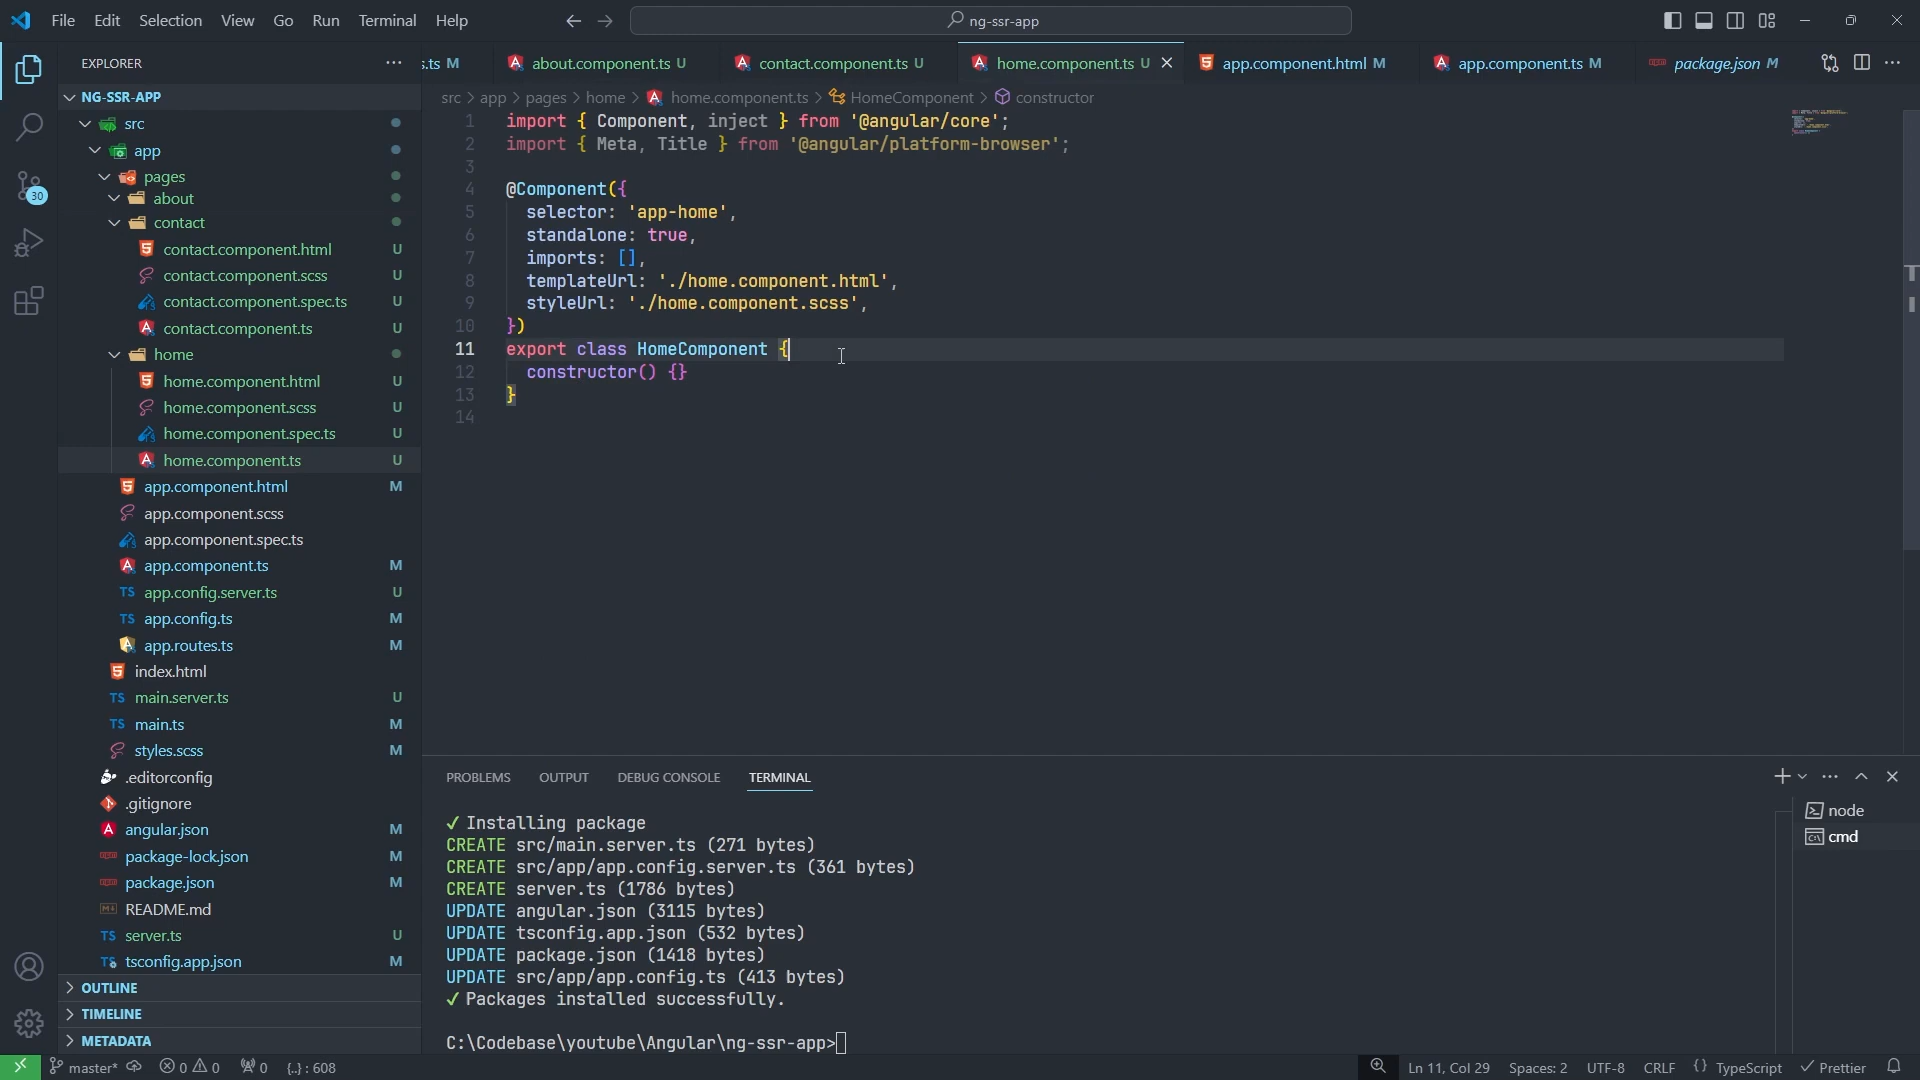 File Edit Selection View Go Run Terminal Help
ng-ssr-app
EXPLORER
.ts M
about.component.ts U
contact.component.ts U
home.component.ts U
app.component.html M
app.component.ts M
package.json M
NG-SSR-APP
src > app > pages > home > home.component.ts > HomeComponent > constructor
src
app
pages
about
contact
contact.component.html U
contact.component.scss U
contact.component.spec.ts U
contact.component.ts U
home
home.component.html U
home.component.scss U
home.component.spec.ts U
home.component.ts U
app.component.html M
app.component.scss
app.component.spec.ts
app.component.ts M
app.config.server.ts U
app.config.ts M
app.routes.ts M
index.html
main.server.ts U
main.ts M
styles.scss M
.editorconfig
.gitignore
angular.json M
package-lock.json M
package.json M
README.md
server.ts U
tsconfig.app.json M
OUTLINE
TIMELINE
METADATA
30
1 import { Component, inject } from '@angular/core';
2 import { Meta, Title } from '@angular/platform-browser';
3
4 @Component({
5 selector: 'app-home',
6 standalone: true,
7 imports: [],
8 templateUrl: './home.component.html',
9 styleUrl: './home.component.scss',
10 })
11 export class HomeComponent {
12 constructor() {}
13 }
14
PROBLEMS OUTPUT DEBUG CONSOLE TERMINAL
✓ Installing package
CREATE src/main.server.ts (271 bytes)
CREATE src/app/app.config.server.ts (361 bytes)
CREATE server.ts (1786 bytes)
UPDATE angular.json (3115 bytes)
UPDATE tsconfig.app.json (532 bytes)
UPDATE package.json (1418 bytes)
UPDATE src/app/app.config.ts (413 bytes)
✓ Packages installed successfully.
C:\Codebase\youtube\Angular\ng-ssr-app>
node
cmd
master* 0 0 0 {..} : 608
Ln 11, Col 29 Spaces: 2 UTF-8 CRLF {} TypeScript ✓ Prettier